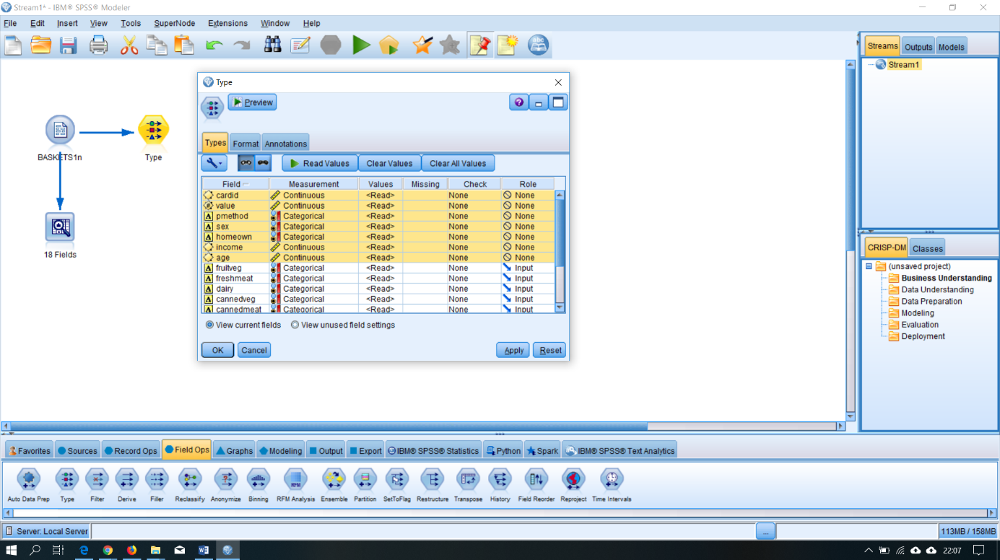 Stream1* - IBM® SPSS® Modeler
File Edit Insert View Tools SuperNode Extensions Window Help
Streams Outputs Models
Stream1
BASKETS1n
Type
18 Fields
Type
Preview
Types Format Annotations
Read Values Clear Values Clear All Values
Field Measurement Values Missing Check Role
cardid Continuous <Read> None None
value Continuous <Read> None None
pmethod Categorical <Read> None None
sex Categorical <Read> None None
homeown Categorical <Read> None None
income Continuous <Read> None None
age Continuous <Read> None None
fruitveg Categorical <Read> None Input
freshmeat Categorical <Read> None Input
dairy Categorical <Read> None Input
cannedveg Categorical <Read> None Input
cannedmeat Categorical <Read> None Input
View current fields View unused field settings
OK Cancel Apply Reset
CRISP-DM Classes
(unsaved project)
Business Understanding
Data Understanding
Data Preparation
Modeling
Evaluation
Deployment
Favorites Sources Record Ops Field Ops Graphs Modeling Output Export IBM® SPSS® Statistics Python Spark IBM® SPSS® Text Analytics
Auto Data Prep Type Filter Derive Filler Reclassify Anonymize Binning RFM Analysis Ensemble Partition SetToFlag Restructure Transpose History Field Reorder Reproject Time Intervals
Server: Local Server ... 113MB / 158MB
22:07